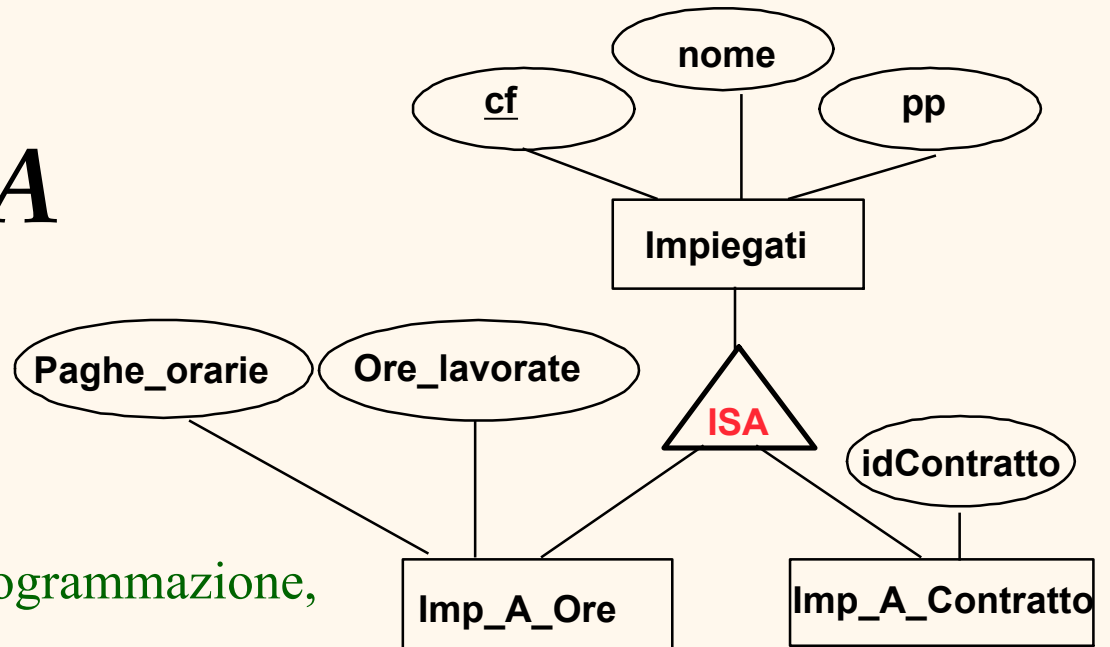 nome
cf
pp
A
Impiegati
Paghe_orarie
Ore_lavorate
ISA
idContratto
ogrammazione,
Imp_A_Ore
Imp_A_Contratto